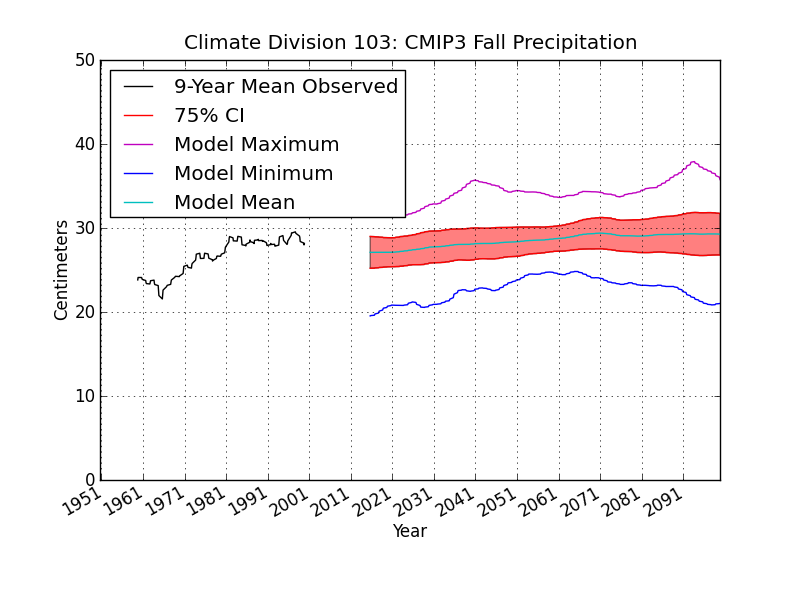 Climate Division 103: CMIP3 Fall Precipitation
50
40
30
20
10
0
Centimeters
9-Year Mean Observed
75% CI
Model Maximum
Model Minimum
Model Mean
1951
1961
1971
1981
1991
2001
2011
2021
2031
2041
2051
2061
2071
2081
2091
Year